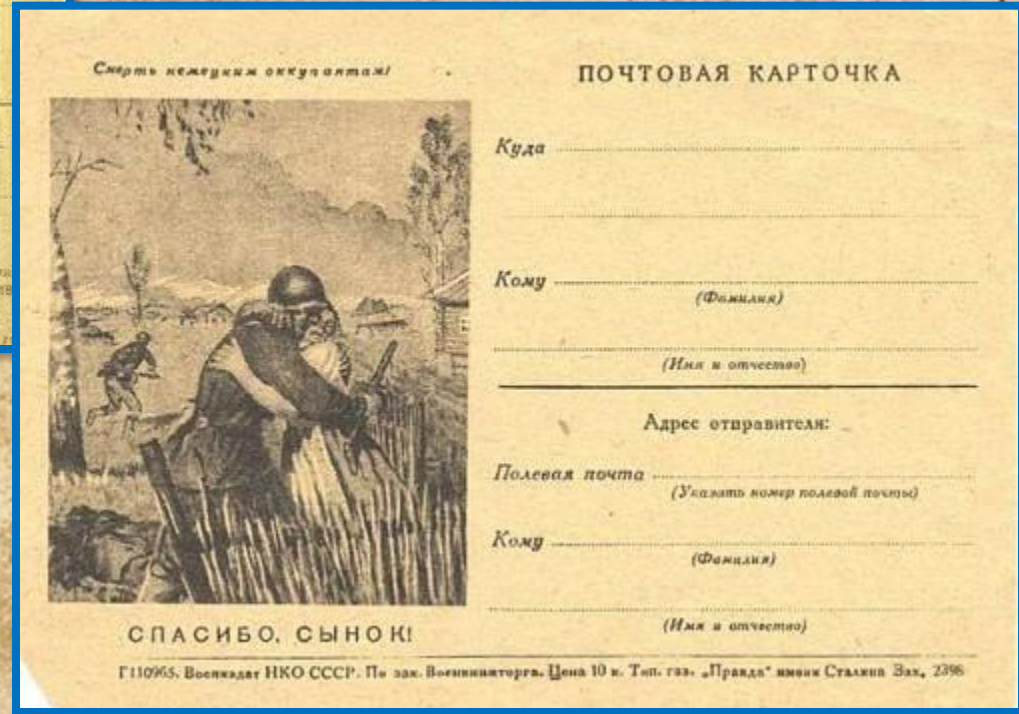 Смерть немецким оккупантам!
ПОЧТОВАЯ КАРТОЧКА
Куда
Кому
(Фамилия)
(Имя и отчество)
Адрес отправителя:
Полевая почта
(Указать номер полевой почты)
Кому
(Фамилия)
(Имя и отчество)
СПАСИБО, СЫНОК!
Г110965. Воениздат НКО СССР. По зак. Военкниготорга. Цена 10 к. Тип. газ. „Правда“ имени Сталина Зак. 2398